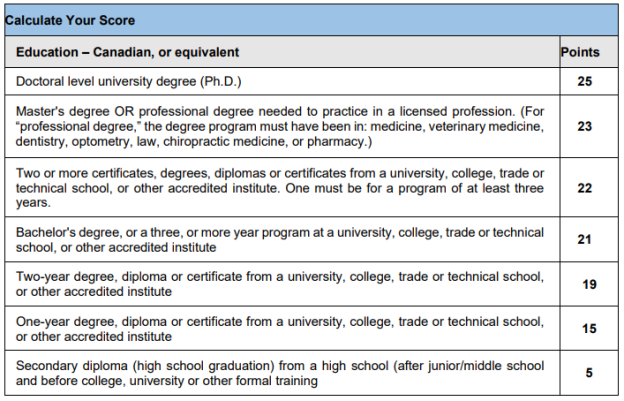 Calculate Your Score
Education – Canadian, or equivalent
Points
Doctoral level university degree (Ph.D.)
25
Master's degree OR professional degree needed to practice in a licensed profession. (For
“professional degree,” the degree program must have been in: medicine, veterinary medicine,
dentistry, optometry, law, chiropractic medicine, or pharmacy.)
23
Two or more certificates, degrees, diplomas or certificates from a university, college, trade or
technical school, or other accredited institute. One must be for a program of at least three
years.
22
Bachelor's degree, or a three, or more year program at a university, college, trade or technical
school, or other accredited institute
21
Two-year degree, diploma or certificate from a university, college, trade or technical school,
or other accredited institute
19
One-year degree, diploma or certificate from a university, college, trade or technical school,
or other accredited institute
15
Secondary diploma (high school graduation) from a high school (after junior/middle school
and before college, university or other formal training
5